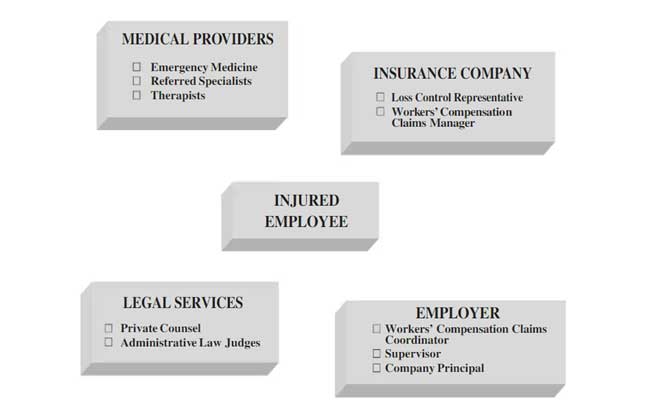 MEDICAL PROVIDERS
□ Emergency Medicine
□ Referred Specialists
□ Therapists
INSURANCE COMPANY
□ Loss Control Representative
□ Workers’ Compensation
Claims Manager
INJURED
EMPLOYEE
LEGAL SERVICES
□ Private Counsel
□ Administrative Law Judges
EMPLOYER
□ Workers’ Compensation Claims
Coordinator
□ Supervisor
□ Company Principal